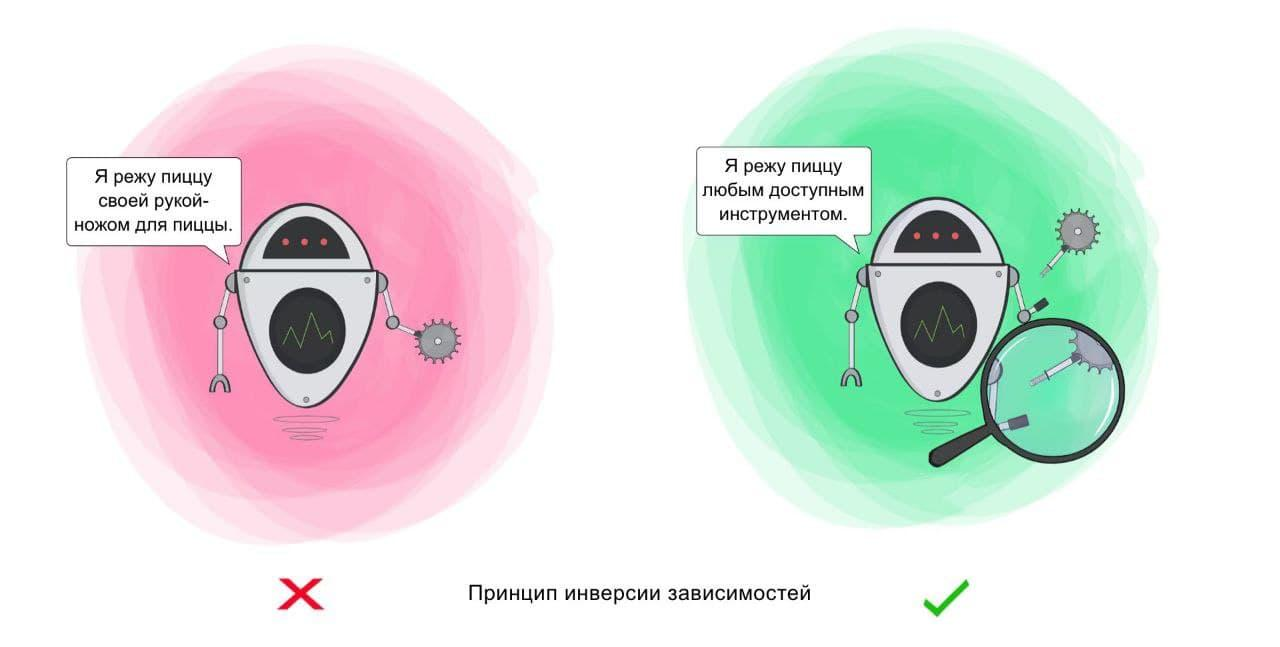 Я режу пиццу
своей рукой-
ножом для пиццы.
Я режу пиццу
любым доступным
инструментом.
Принцип инверсии зависимостей